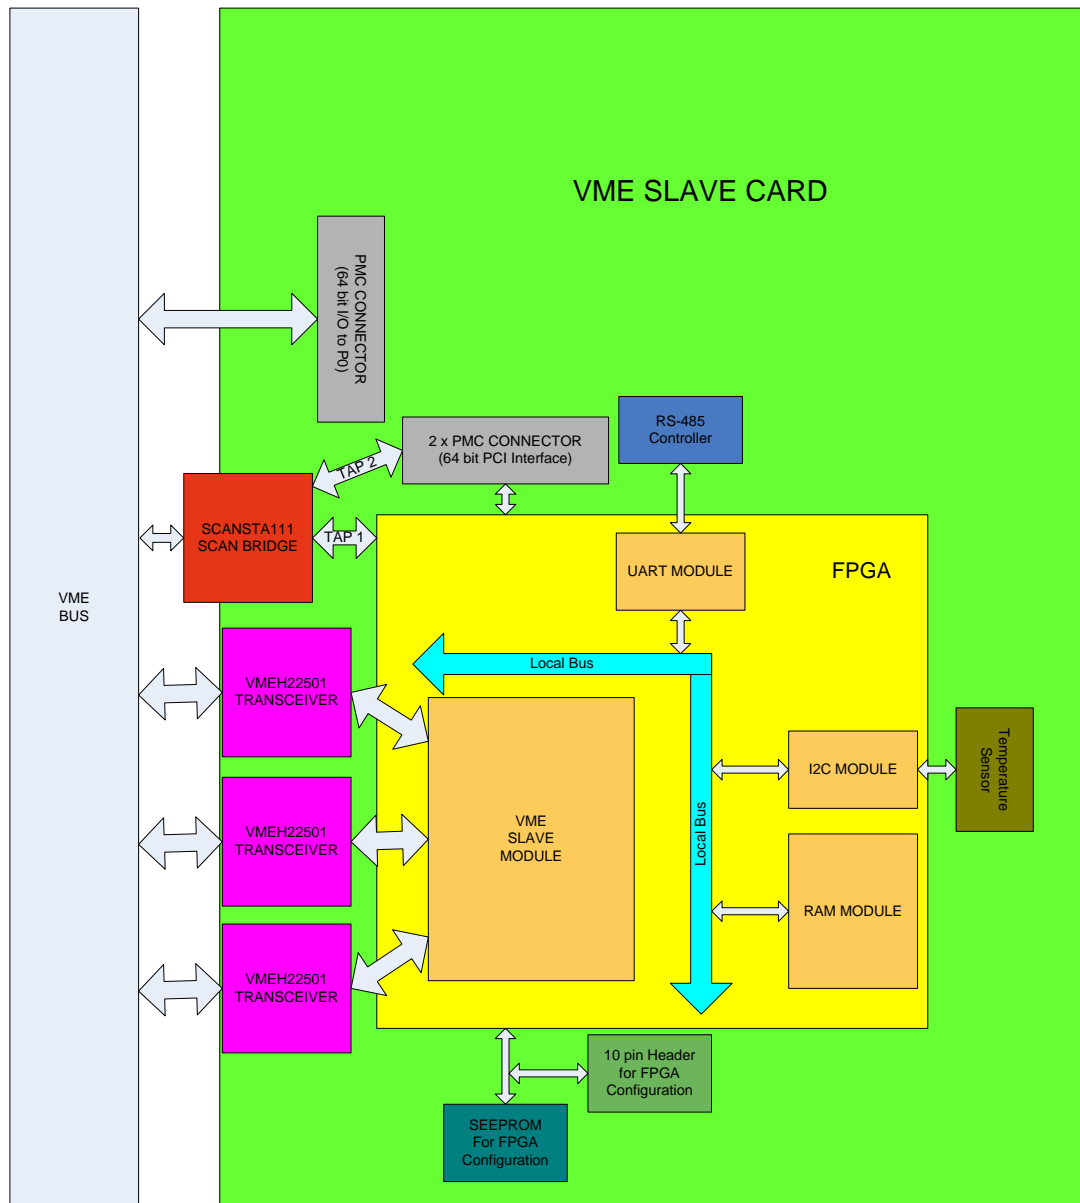 VME SLAVE CARD
PMC CONNECTOR
(64 bit I/O to P0)
2 x PMC CONNECTOR
(64 bit PCI Interface)
RS-485
Controller
TAP 2
SCANSTA111
SCAN BRIDGE
TAP 1
UART MODULE
FPGA
VME
BUS
Local Bus
VMEH22501
TRANSCEIVER
Temperature
Sensor
I2C MODULE
VMEH22501
TRANSCEIVER
VME
SLAVE
MODULE
Local Bus
RAM MODULE
VMEH22501
TRANSCEIVER
10 pin Header
for FPGA
Configuration
SEEPROM
For FPGA
Configuration